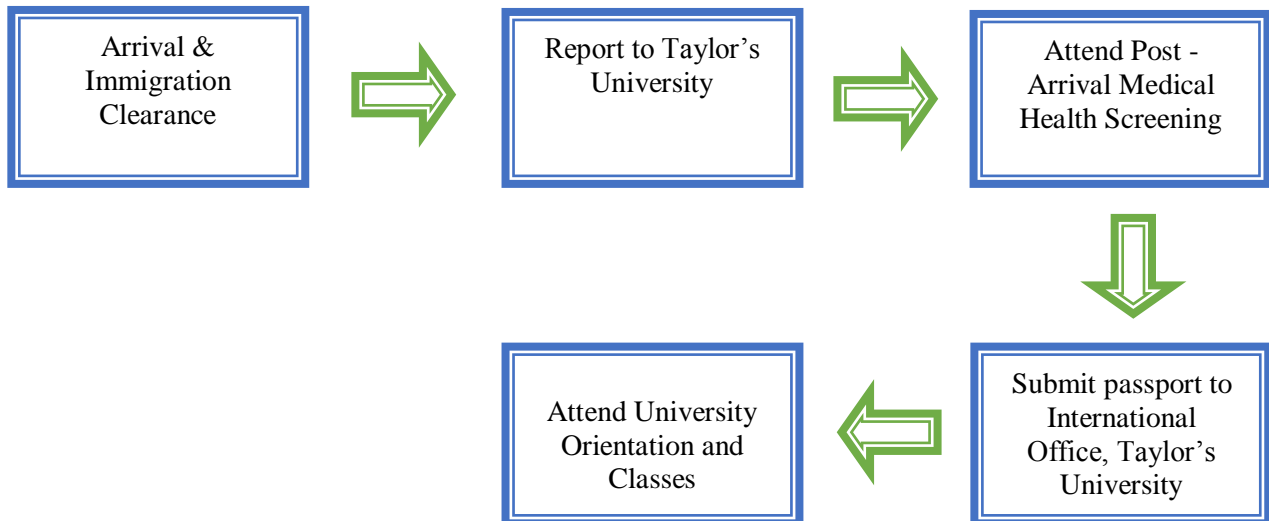 Arrival &
Immigration
Clearance
Report to Taylor’s
University
Attend Post -
Arrival Medical
Health Screening
Submit passport to
International
Office, Taylor’s
University
Attend University
Orientation and
Classes